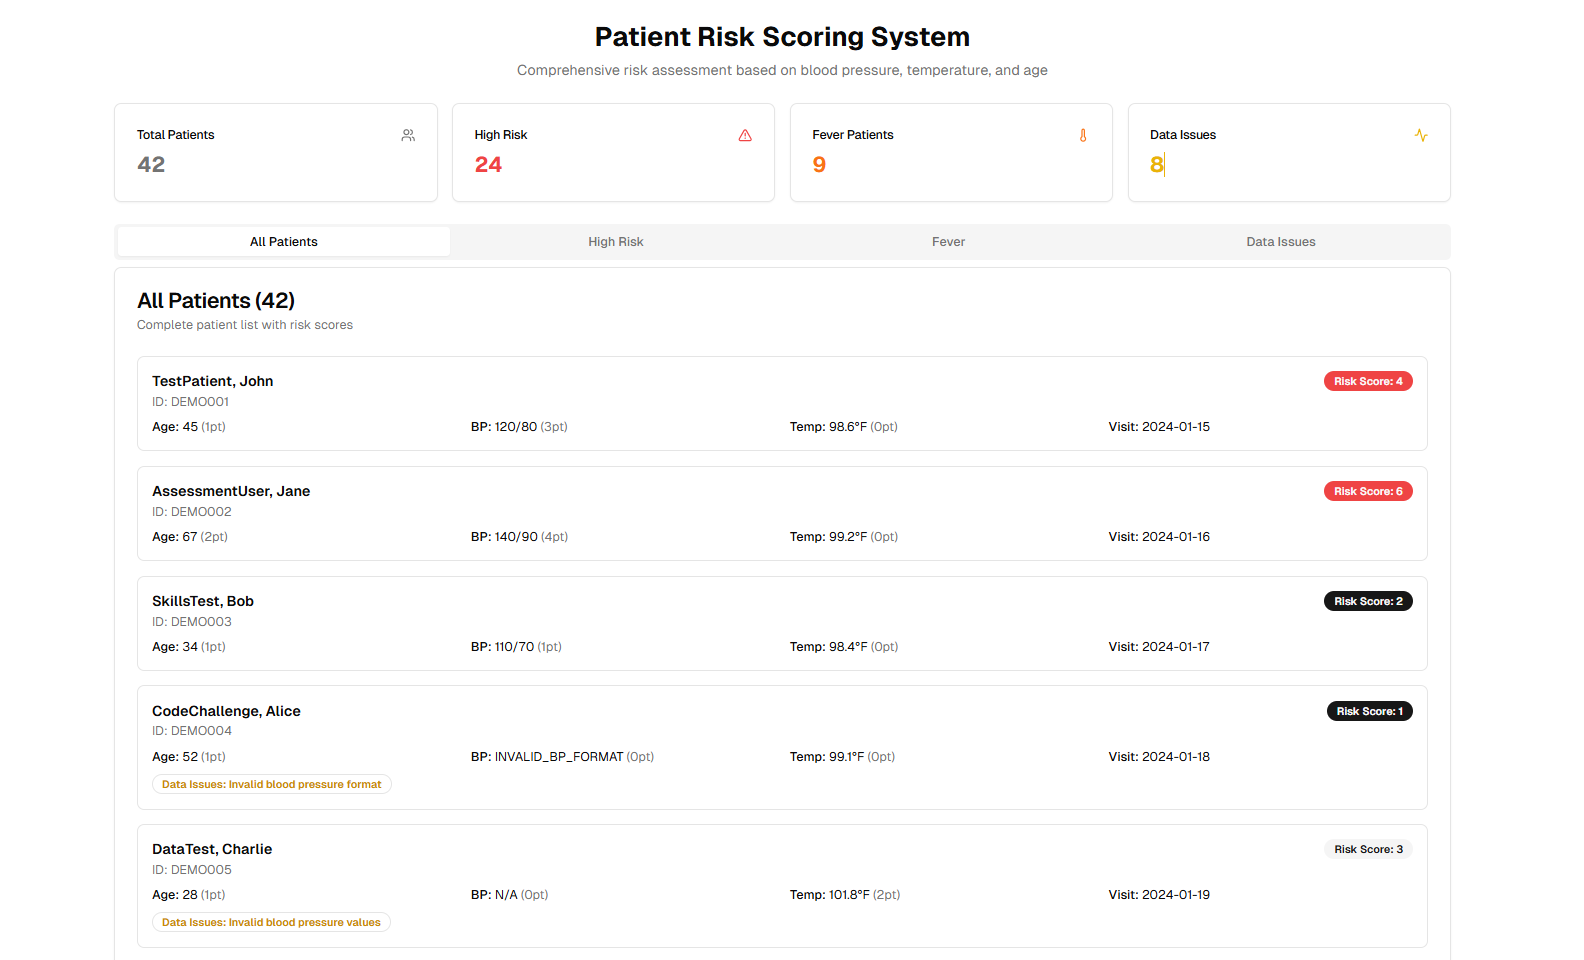 Patient Risk Scoring System
Comprehensive risk assessment based on blood pressure, temperature, and age
Total Patients
42
High Risk
24
Fever Patients
9
Data Issues
8
All Patients
High Risk
Fever
Data Issues
All Patients (42)
Complete patient list with risk scores
TestPatient, John
Risk Score: 4
ID: DEMO001
Age: 45 (1pt)
BP: 120/80 (3pt)
Temp: 98.6°F (0pt)
Visit: 2024-01-15
AssessmentUser, Jane
Risk Score: 6
ID: DEMO002
Age: 67 (2pt)
BP: 140/90 (4pt)
Temp: 99.2°F (0pt)
Visit: 2024-01-16
SkillsTest, Bob
Risk Score: 2
ID: DEMO003
Age: 34 (1pt)
BP: 110/70 (1pt)
Temp: 98.4°F (0pt)
Visit: 2024-01-17
CodeChallenge, Alice
Risk Score: 1
ID: DEMO004
Age: 52 (1pt)
BP: INVALID_BP_FORMAT (0pt)
Temp: 99.1°F (0pt)
Visit: 2024-01-18
Data Issues: Invalid blood pressure format
DataTest, Charlie
Risk Score: 3
ID: DEMO005
Age: 28 (1pt)
BP: N/A (0pt)
Temp: 101.8°F (2pt)
Visit: 2024-01-19
Data Issues: Invalid blood pressure values